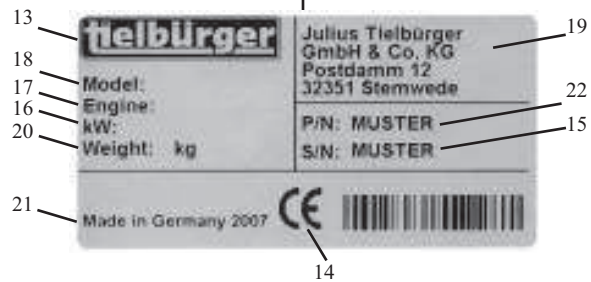 13
tielbürger
18
Model:
17
Engine:
16
kW:
20
Weight: kg
Julius Tielbürger
GmbH & Co. KG
Postdamm 12
32351 Stemwede
19
P/N: MUSTER
22
S/N: MUSTER
15
21
Made in Germany 2007
CE
14